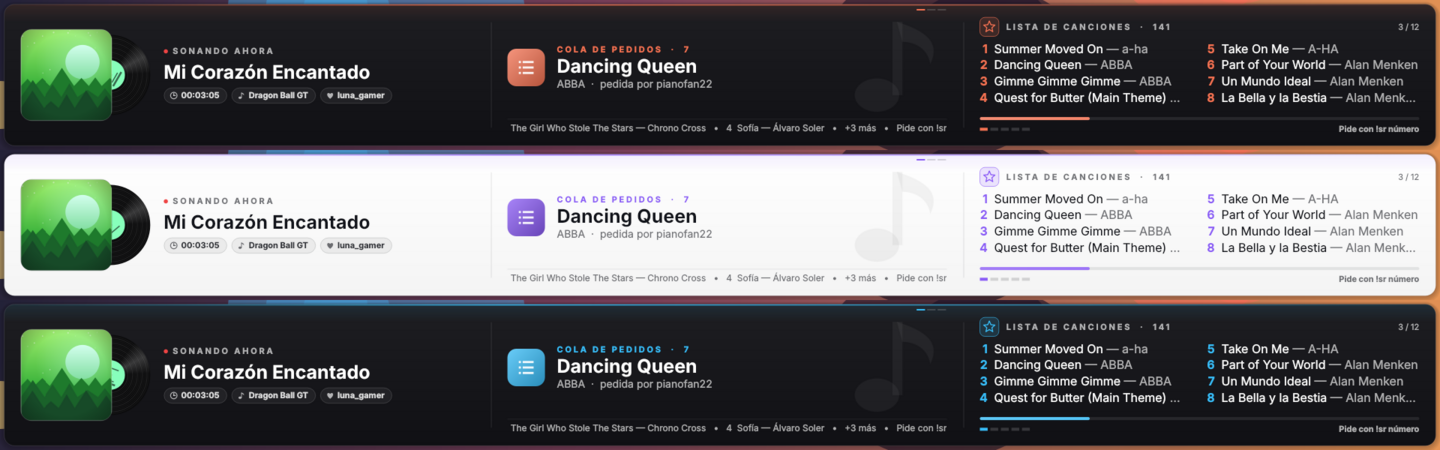 SONANDO AHORA
Mi Corazón Encantado
00:03:05 Dragon Ball GT luna_gamer
COLA DE PEDIDOS · 7
Dancing Queen
ABBA · pedida por pianofan22
The Girl Who Stole The Stars — Chrono Cross • 4 Sofía — Álvaro Soler • +3 más • Pide con !sr
LISTA DE CANCIONES · 141
3 / 12
1 Summer Moved On — a-ha
2 Dancing Queen — ABBA
3 Gimme Gimme Gimme — ABBA
4 Quest for Butter (Main Theme) ...
5 Take On Me — A-HA
6 Part of Your World — Alan Menken
7 Un Mundo Ideal — Alan Menken
8 La Bella y la Bestia — Alan Menk...
Pide con !sr número
SONANDO AHORA
Mi Corazón Encantado
00:03:05 Dragon Ball GT luna_gamer
COLA DE PEDIDOS · 7
Dancing Queen
ABBA · pedida por pianofan22
The Girl Who Stole The Stars — Chrono Cross • 4 Sofía — Álvaro Soler • +3 más • Pide con !sr
LISTA DE CANCIONES · 141
3 / 12
1 Summer Moved On — a-ha
2 Dancing Queen — ABBA
3 Gimme Gimme Gimme — ABBA
4 Quest for Butter (Main Theme) ...
5 Take On Me — A-HA
6 Part of Your World — Alan Menken
7 Un Mundo Ideal — Alan Menken
8 La Bella y la Bestia — Alan Menk...
Pide con !sr número
SONANDO AHORA
Mi Corazón Encantado
00:03:05 Dragon Ball GT luna_gamer
COLA DE PEDIDOS · 7
Dancing Queen
ABBA · pedida por pianofan22
The Girl Who Stole The Stars — Chrono Cross • 4 Sofía — Álvaro Soler • +3 más • Pide con !sr
LISTA DE CANCIONES · 141
3 / 12
1 Summer Moved On — a-ha
2 Dancing Queen — ABBA
3 Gimme Gimme Gimme — ABBA
4 Quest for Butter (Main Theme) ...
5 Take On Me — A-HA
6 Part of Your World — Alan Menken
7 Un Mundo Ideal — Alan Menken
8 La Bella y la Bestia — Alan Menk...
Pide con !sr número